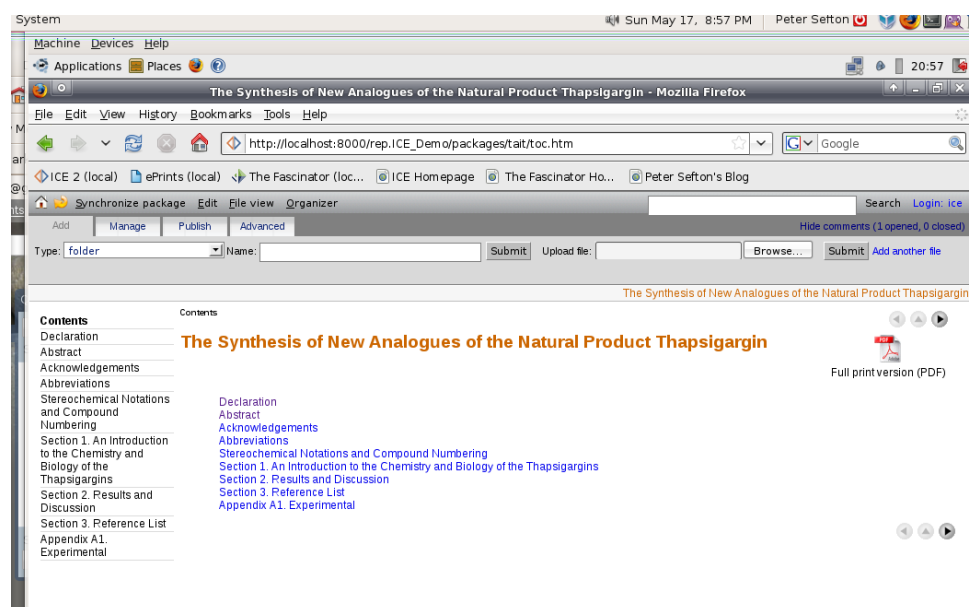 System Sun May 17, 8:57 PM Peter Sefton
Machine Devices Help
Applications Places 20:57
The Synthesis of New Analogues of the Natural Product Thapsigargin - Mozilla Firefox
File Edit View History Bookmarks Tools Help
http://localhost:8000/rep.ICE_Demo/packages/tait/toc.htm Google
ICE 2 (local) ePrints (local) The Fascinator (loc... ICE Homepage The Fascinator Ho... Peter Sefton's Blog
Synchronize package Edit File view Organizer Search Login: ice
Add Manage Publish Advanced Hide comments (1 opened, 0 closed)
Type: folder Name: Submit Upload file: Browse... Submit Add another file
The Synthesis of New Analogues of the Natural Product Thapsigargin
Contents
Declaration
Abstract
Acknowledgements
Abbreviations
Stereochemical Notations
and Compound
Numbering
Section 1. An Introduction
to the Chemistry and
Biology of the
Thapsigargins
Section 2. Results and
Discussion
Section 3. Reference List
Appendix A1.
Experimental
Contents
The Synthesis of New Analogues of the Natural Product Thapsigargin
PDF
Full print version (PDF)
Declaration
Abstract
Acknowledgements
Abbreviations
Stereochemical Notations and Compound Numbering
Section 1. An Introduction to the Chemistry and Biology of the Thapsigargins
Section 2. Results and Discussion
Section 3. Reference List
Appendix A1. Experimental